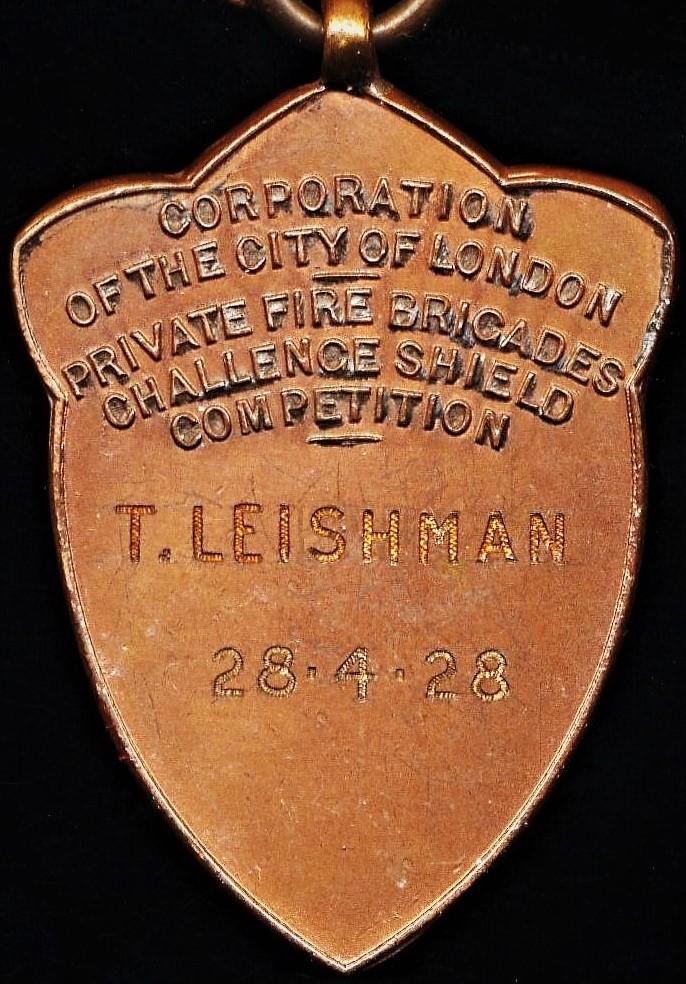 CORPORATION
OF THE CITY OF LONDON
PRIVATE FIRE BRIGADES
CHALLENGE SHIELD
COMPETITION
T. LEISHMAN
28·4·28